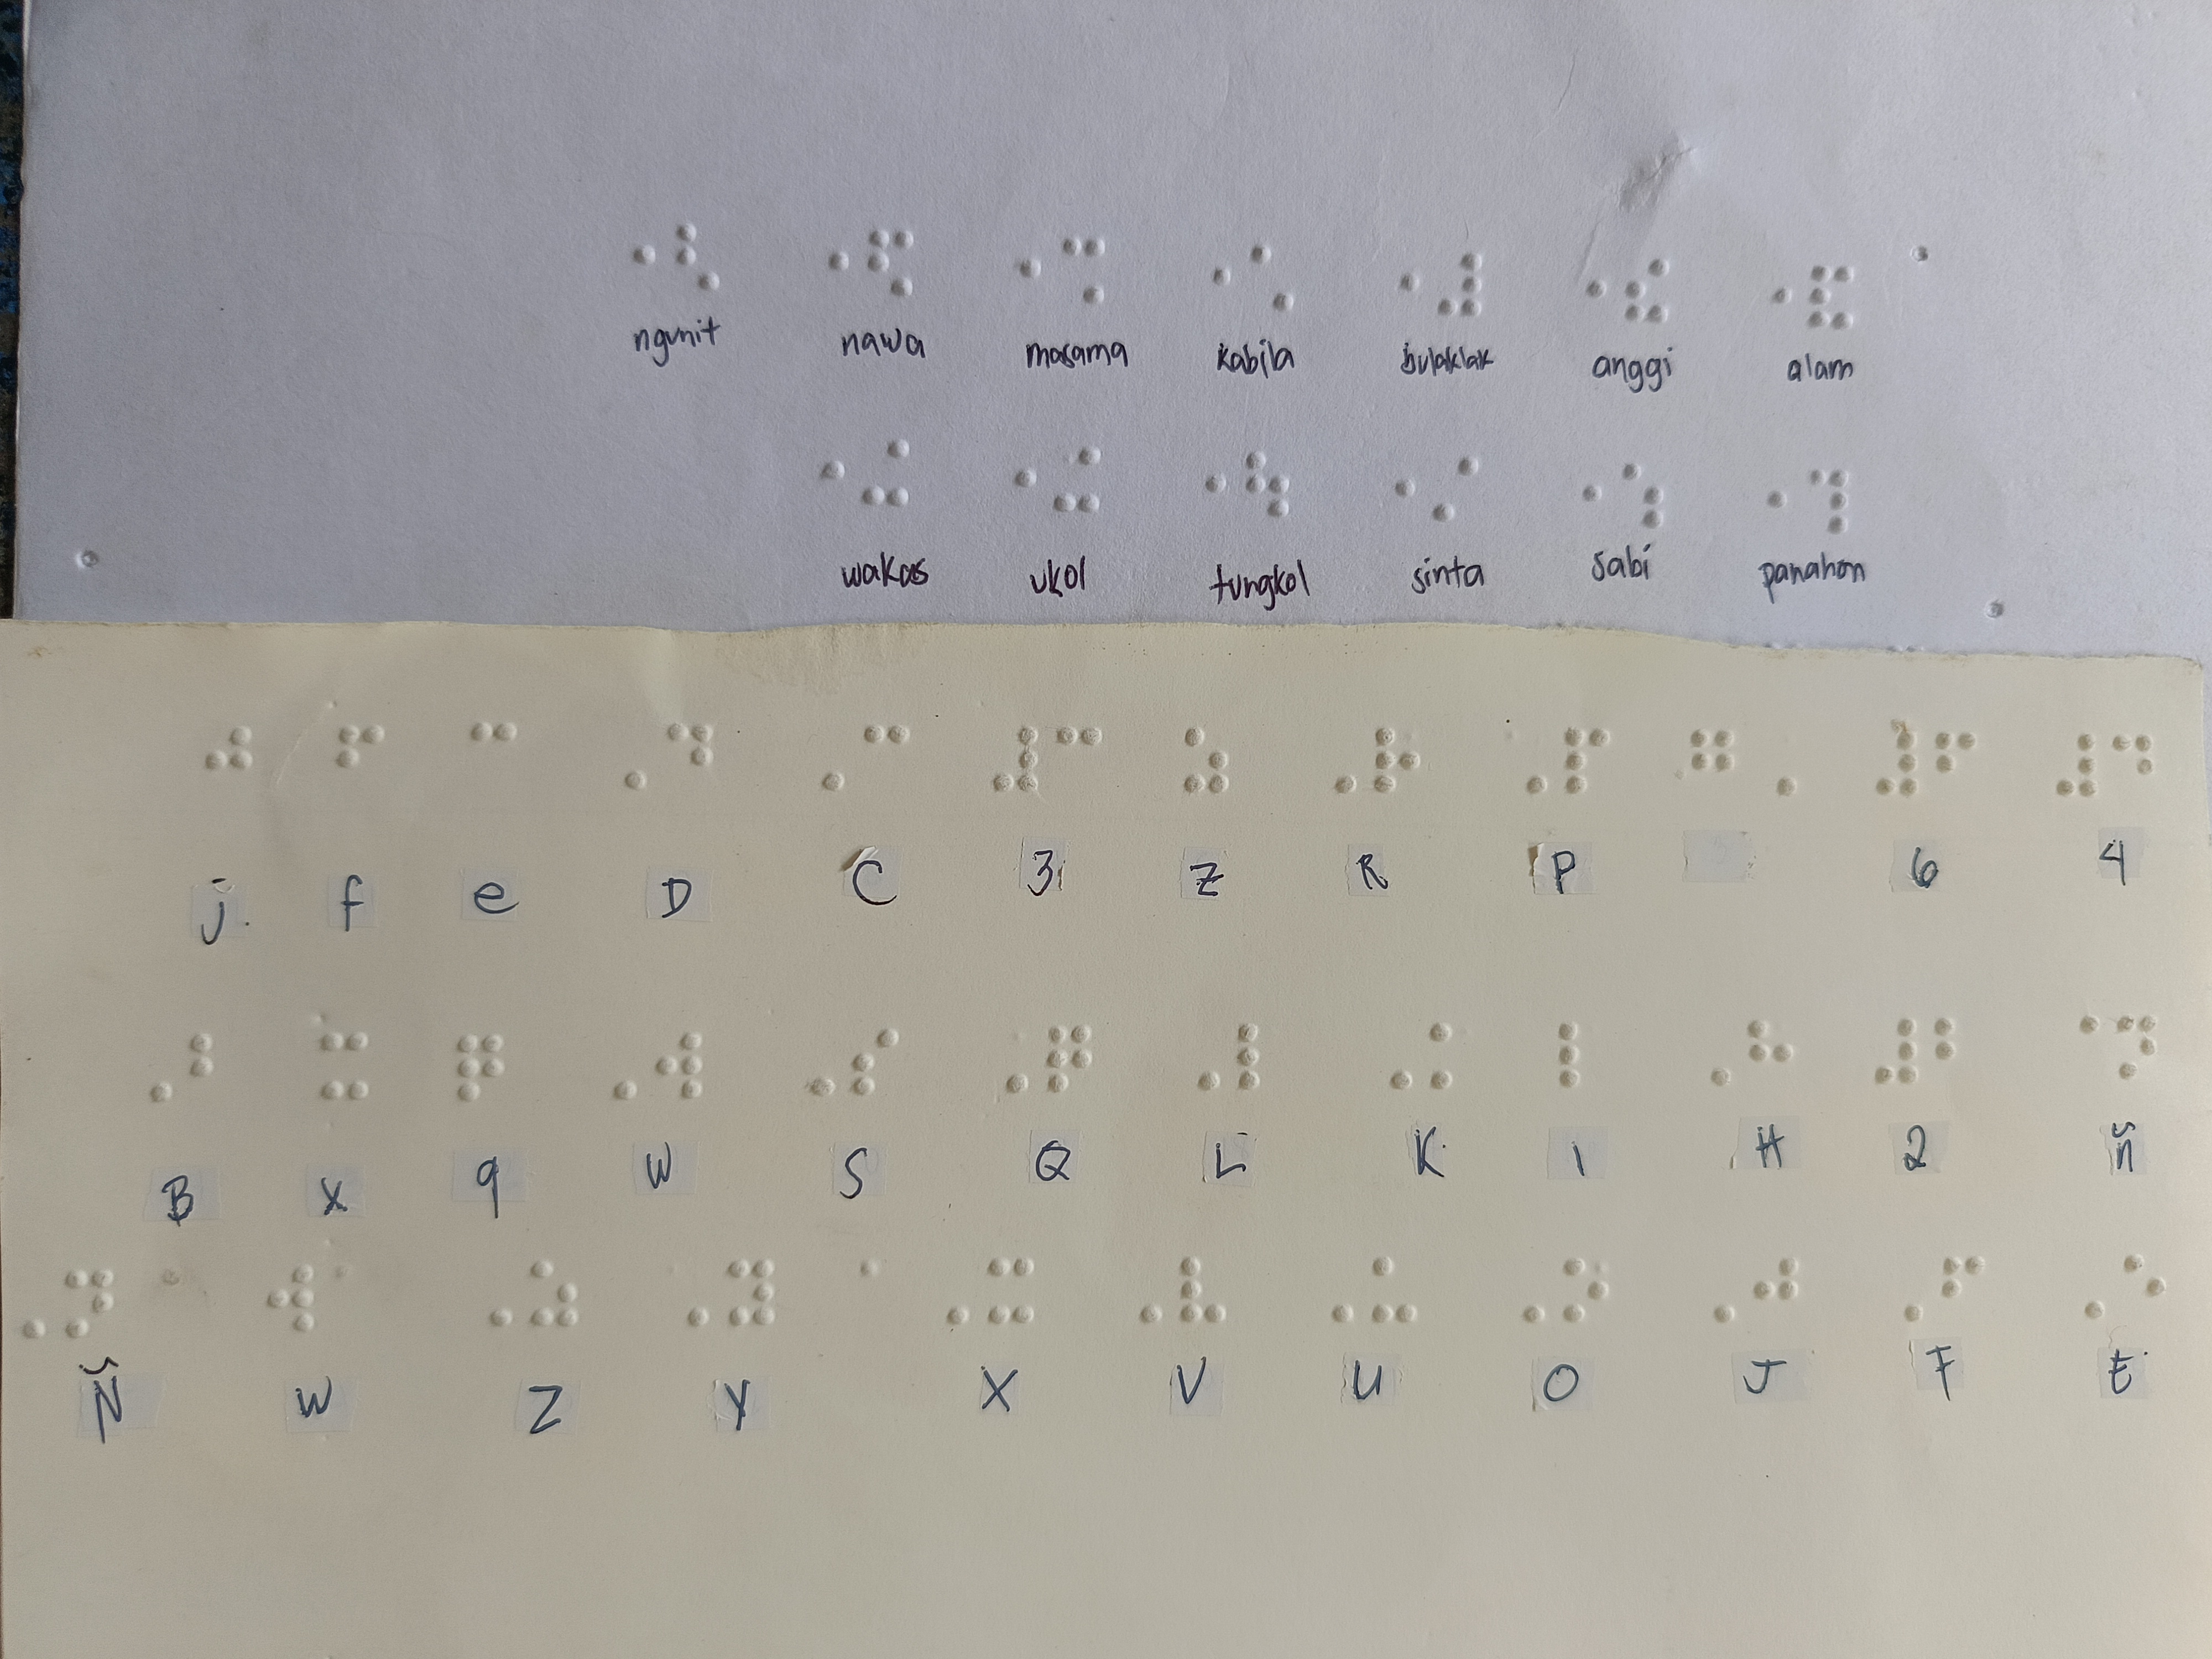 ngunit nawa masama kabila bulaklak anggi alam
wakas ukol tungkol sinta sabi panahon
j f e D C 3 z R P 6 4
B x q W S Q L K l H 2 ñ
Ñ w Z Y X V U O J F E